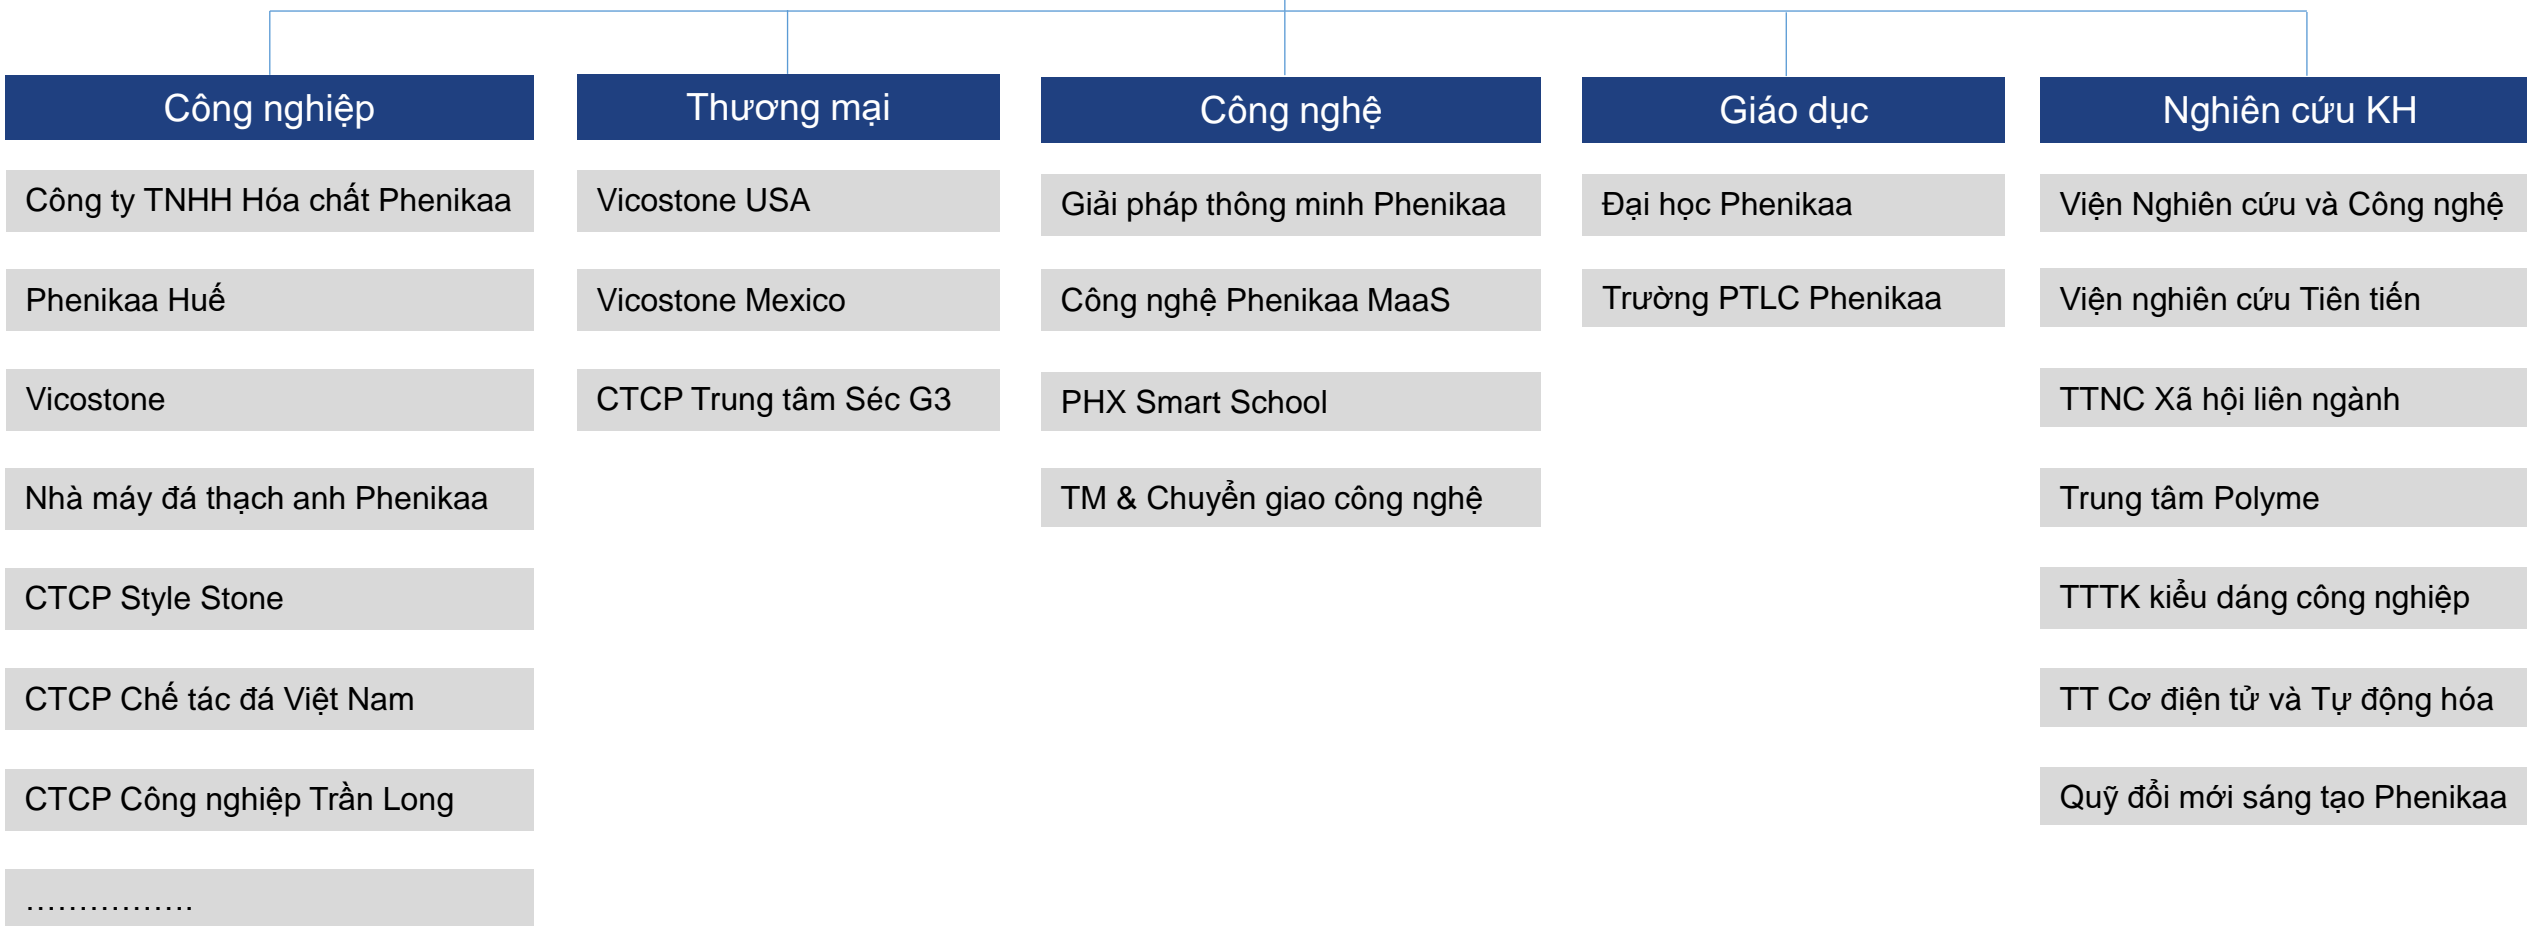 Công nghiệp
Công ty TNHH Hóa chất Phenikaa
Phenikaa Huế
Vicostone
Nhà máy đá thạch anh Phenikaa
CTCP Style Stone
CTCP Chế tác đá Việt Nam
CTCP Công nghiệp Trần Long
................
Thương mại
Vicostone USA
Vicostone Mexico
CTCP Trung tâm Séc G3
Công nghệ
Giải pháp thông minh Phenikaa
Công nghệ Phenikaa MaaS
PHX Smart School
TM & Chuyển giao công nghệ
Giáo dục
Đại học Phenikaa
Trường PTLC Phenikaa
Nghiên cứu KH
Viện Nghiên cứu và Công nghệ
Viện nghiên cứu Tiên tiến
TTNC Xã hội liên ngành
Trung tâm Polyme
TTTK kiểu dáng công nghiệp
TT Cơ điện tử và Tự động hóa
Quỹ đổi mới sáng tạo Phenikaa